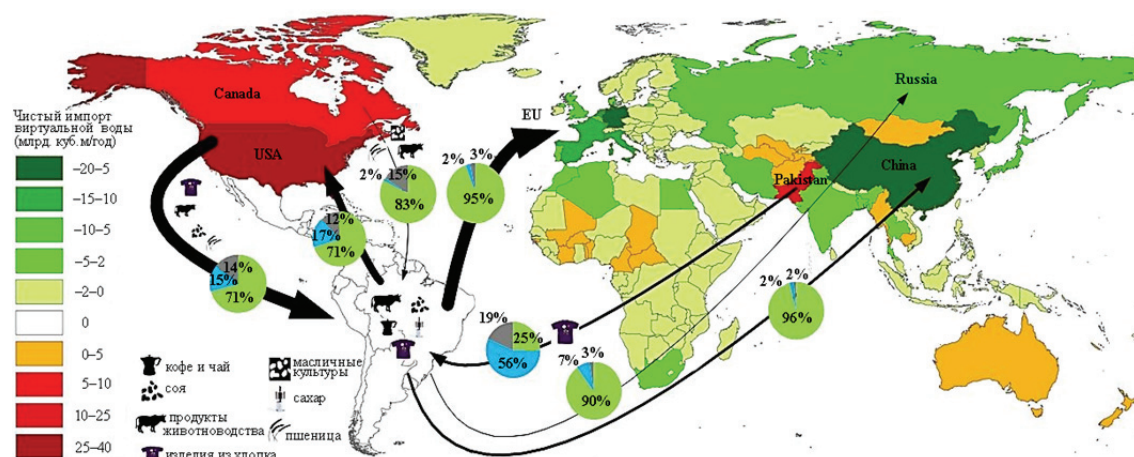 Canada
USA
EU
Russia
China
Pakistan
Чистый импорт
виртуальной воды
(млрд. куб. м/год)
–20–5
–15–10
–10–5
–5–2
–2–0
0
0–5
5–10
10–25
25–40
14%
15%
71%
12%
17%
71%
2%
15%
83%
2%
3%
95%
19%
25%
56%
7%
3%
90%
2%
2%
96%
кофе и чай
соя
продукты
животноводства
изделия из хлопка
масличные
культуры
сахар
пшеница